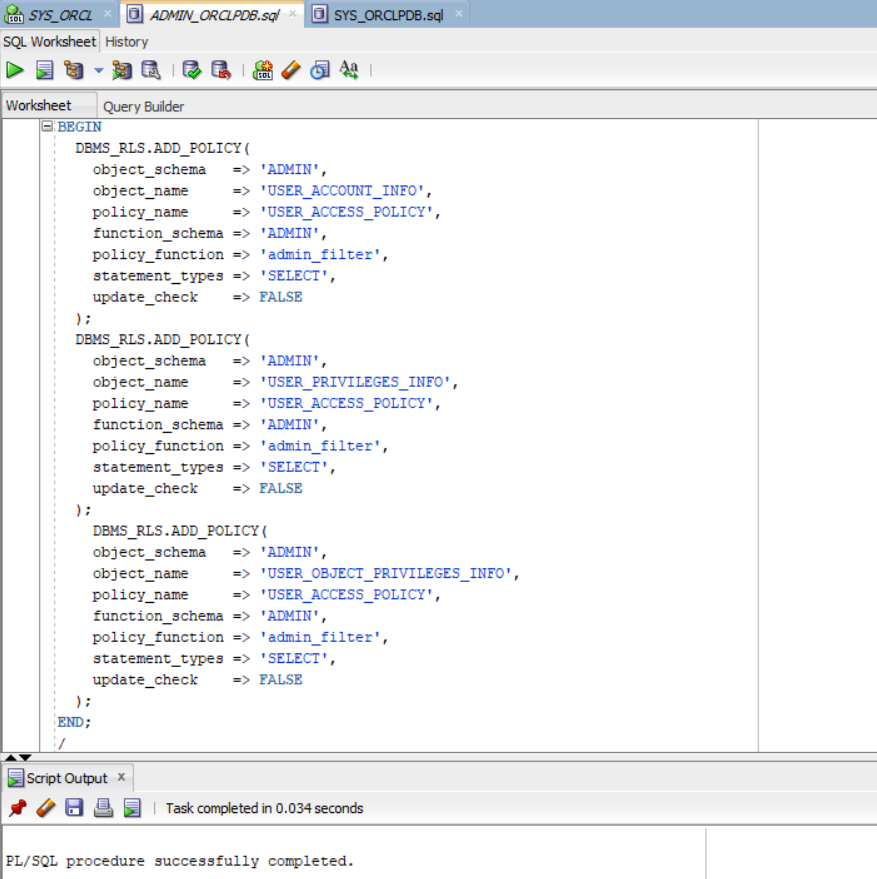 SYS_ORCL × ADMIN_ORCLPDB.sql × SYS_ORCLPDB.sql ×
SQL Worksheet History
Aa
Worksheet Query Builder
BEGIN
DBMS_RLS.ADD_POLICY(
object_schema => 'ADMIN',
object_name => 'USER_ACCOUNT_INFO',
policy_name => 'USER_ACCESS_POLICY',
function_schema => 'ADMIN',
policy_function => 'admin_filter',
statement_types => 'SELECT',
update_check => FALSE
);
DBMS_RLS.ADD_POLICY(
object_schema => 'ADMIN',
object_name => 'USER_PRIVILEGES_INFO',
policy_name => 'USER_ACCESS_POLICY',
function_schema => 'ADMIN',
policy_function => 'admin_filter',
statement_types => 'SELECT',
update_check => FALSE
);
DBMS_RLS.ADD_POLICY(
object_schema => 'ADMIN',
object_name => 'USER_OBJECT_PRIVILEGES_INFO',
policy_name => 'USER_ACCESS_POLICY',
function_schema => 'ADMIN',
policy_function => 'admin_filter',
statement_types => 'SELECT',
update_check => FALSE
);
END;
/
Script Output ×
Task completed in 0.034 seconds
PL/SQL procedure successfully completed.